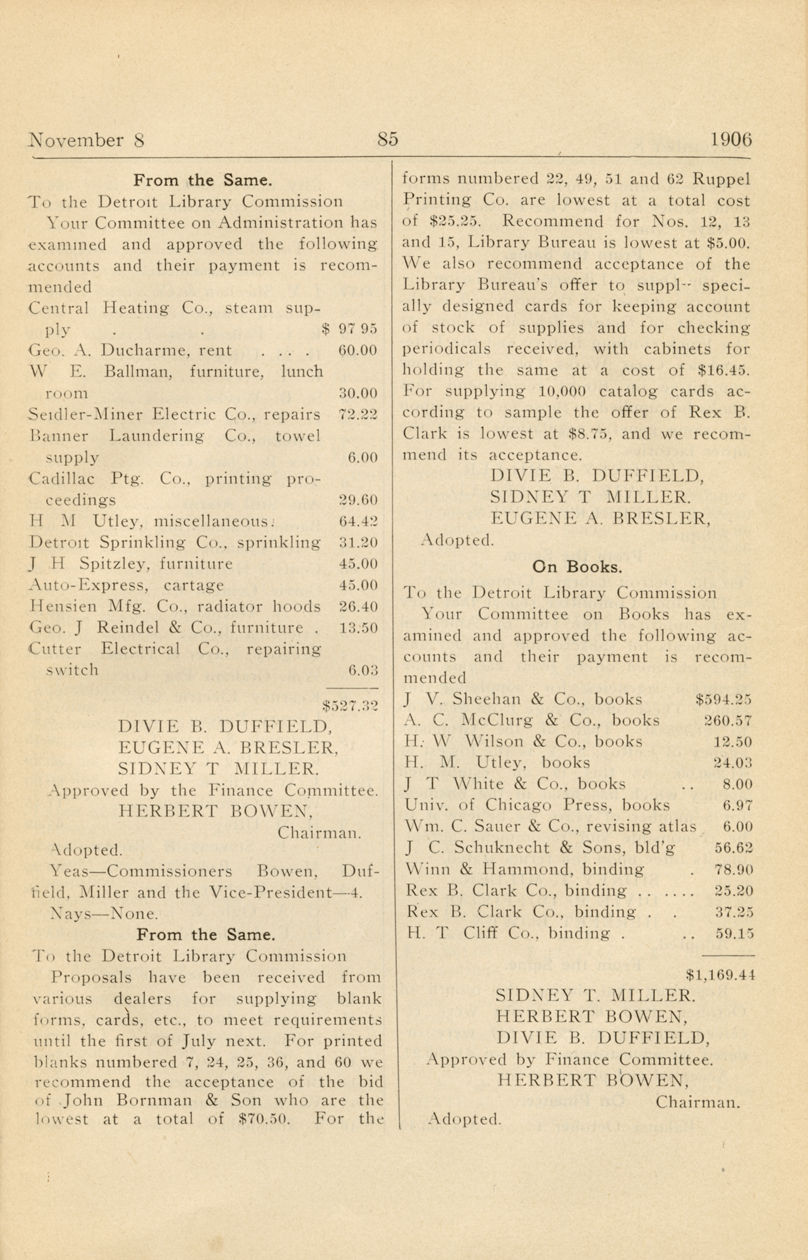 November 8 85 1906
From the Same.
To the Detroit Library Commission
Your Committee on Administration has
examined and approved the following
accounts and their payment is recom-
mended
Central Heating Co., steam sup-
ply . . $ 97 95
Geo. A. Ducharme, rent .... 60.00
W E. Ballman, furniture, lunch
room 30.00
Seidler-Miner Electric Co., repairs 72.22
Banner Laundering Co., towel
supply 6.00
Cadillac Ptg. Co., printing pro-
ceedings 29.60
H M Utley, miscellaneous. 64.42
Detroit Sprinkling Co., sprinkling 31.20
J H Spitzley, furniture 45.00
Auto-Express, cartage 45.00
Hensien Mfg. Co., radiator hoods 26.40
Geo. J Reindel & Co., furniture . 13.50
Cutter Electrical Co., repairing
switch 6.03
$527.32
DIVIE B. DUFFIELD,
EUGENE A. BRESLER,
SIDNEY T MILLER.
Approved by the Finance Committee.
HERBERT BOWEN,
Chairman.
Adopted.
Yeas—Commissioners Bowen, Duf-
field, Miller and the Vice-President—4.
Nays—None.
From the Same.
To the Detroit Library Commission
Proposals have been received from
various dealers for supplying blank
forms, cards, etc., to meet requirements
until the first of July next. For printed
blanks numbered 7, 24, 25, 36, and 60 we
recommend the acceptance of the bid
of John Bornman & Son who are the
lowest at a total of $70.50. For the
forms numbered 22, 49, 51 and 62 Ruppel
Printing Co. are lowest at a total cost
of $25.25. Recommend for Nos. 12, 13
and 15, Library Bureau is lowest at $5.00.
We also recommend acceptance of the
Library Bureau's offer to suppl-- speci-
ally designed cards for keeping account
of stock of supplies and for checking
periodicals received, with cabinets for
holding the same at a cost of $16.45.
For supplying 10,000 catalog cards ac-
cording to sample the offer of Rex B.
Clark is lowest at $8.75, and we recom-
mend its acceptance.
DIVIE B. DUFFIELD,
SIDNEY T MILLER.
EUGENE A. BRESLER,
Adopted.
On Books.
To the Detroit Library Commission
Your Committee on Books has ex-
amined and approved the following ac-
counts and their payment is recom-
mended
J V. Sheehan & Co., books $594.25
A. C. McClurg & Co., books 260.57
H. W Wilson & Co., books 12.50
H. M. Utley, books 24.03
J T White & Co., books .. 8.00
Univ. of Chicago Press, books 6.97
Wm. C. Sauer & Co., revising atlas 6.00
J C. Schuknecht & Sons, bld'g 56.62
Winn & Hammond, binding . 78.90
Rex B. Clark Co., binding ...... 25.20
Rex B. Clark Co., binding . . 37.25
H. T Cliff Co., binding . .. 59.15
$1,169.44
SIDNEY T. MILLER.
HERBERT BOWEN,
DIVIE B. DUFFIELD,
Approved by Finance Committee.
HERBERT BOWEN,
Chairman.
Adopted.